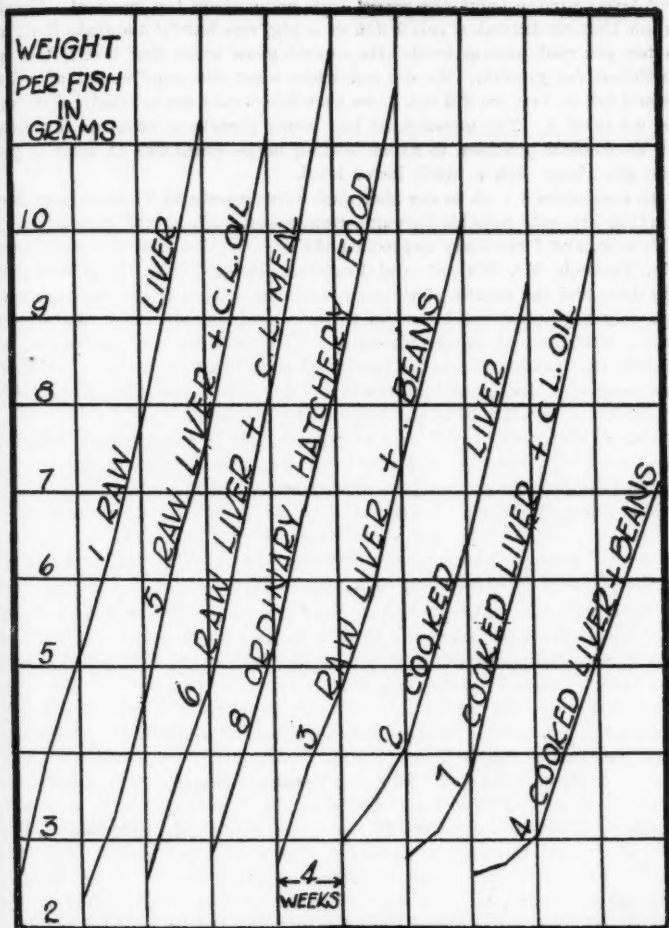 WEIGHT
PER FISH
IN
GRAMS
10
9
8
7
6
5
3
2
1 RAW LIVER
5 RAW LIVER + C.L. OIL
6 RAW LIVER + C.L. MEN.
8 ORDINARY HATCHERY FOOD
3 RAW LIVER + . BEANS
2 COOKED LIVER
7 COOKED LIVER + C.L. OIL
4 COOKED LIVER + BEANS
4
WEEKS